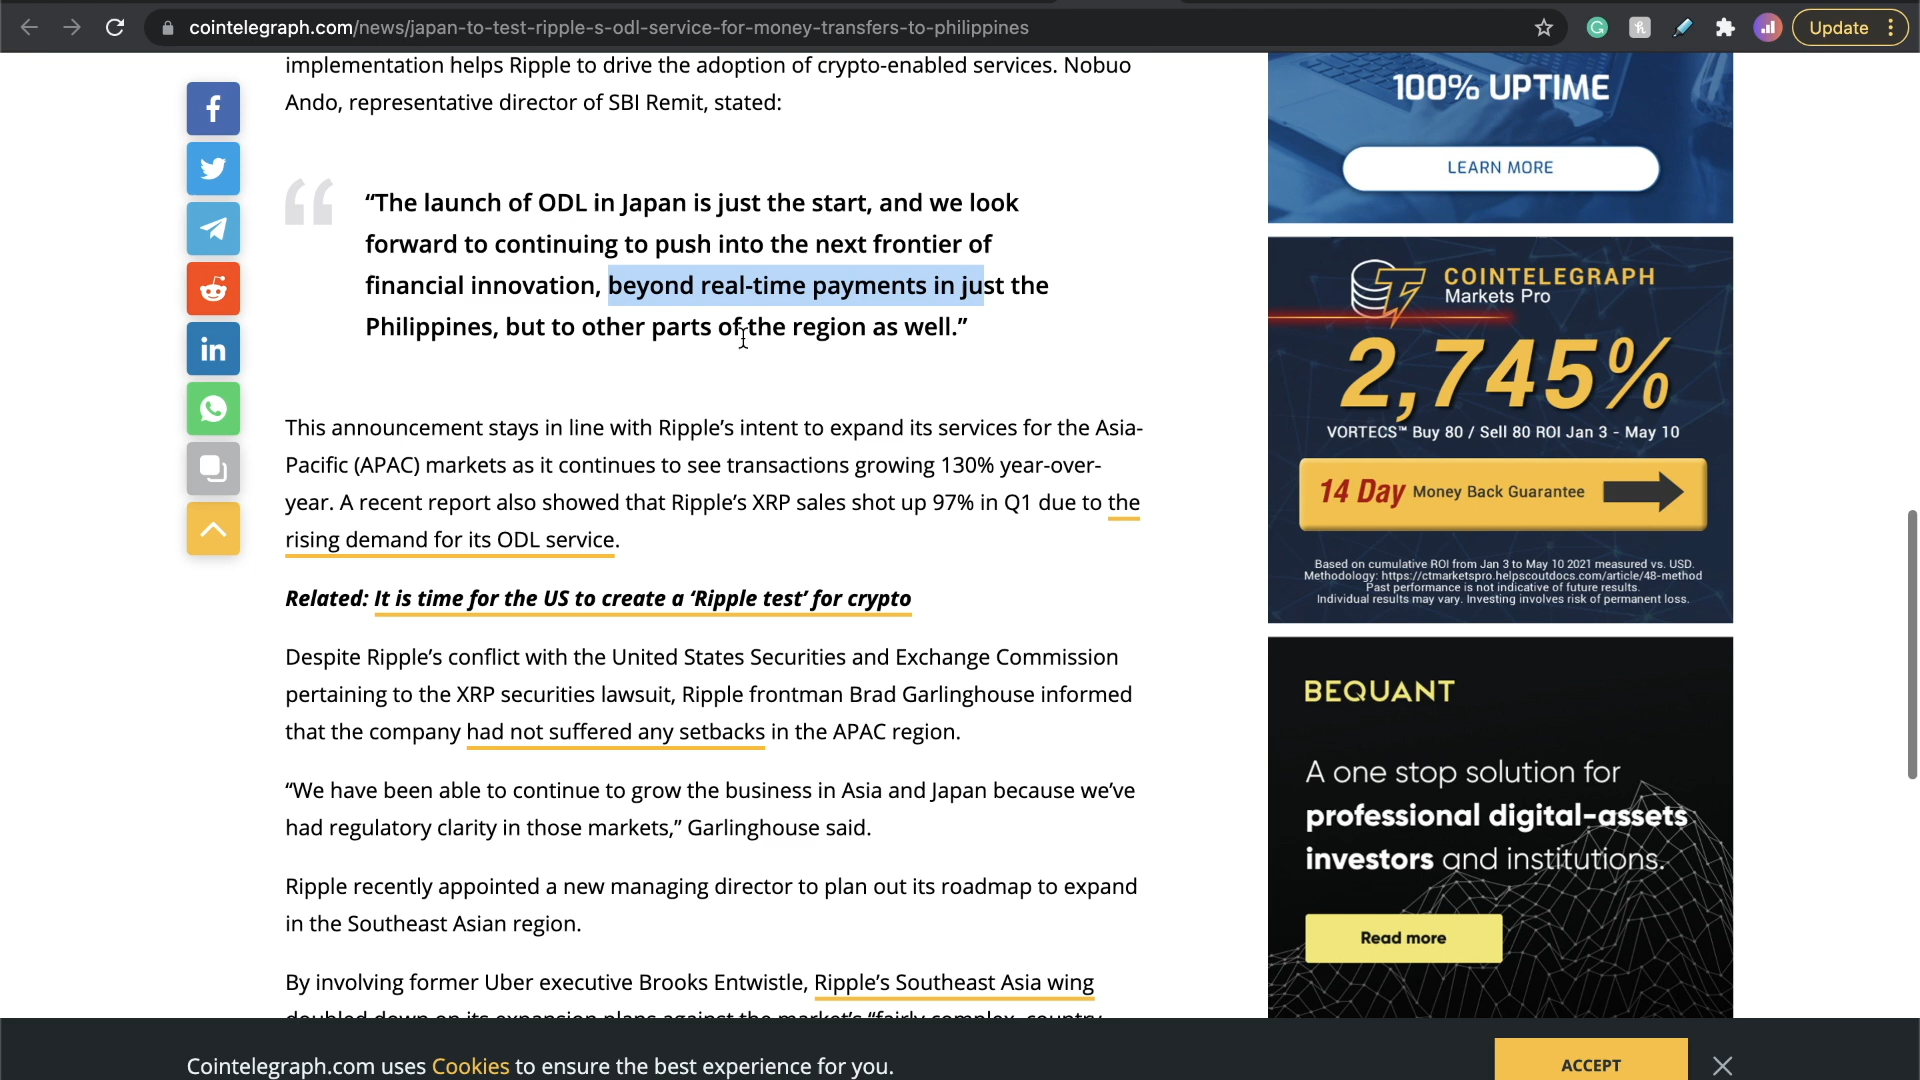 cointelegraph.com/news/japan-to-test-ripple-s-odl-service-for-money-transfers-to-philippines
Update
implementation helps Ripple to drive the adoption of crypto-enabled services. Nobuo
Ando, representative director of SBI Remit, stated:
“The launch of ODL in Japan is just the start, and we look
forward to continuing to push into the next frontier of
financial innovation, beyond real-time payments in just the
Philippines, but to other parts of the region as well.”
This announcement stays in line with Ripple’s intent to expand its services for the Asia-
Pacific (APAC) markets as it continues to see transactions growing 130% year-over-
year. A recent report also showed that Ripple’s XRP sales shot up 97% in Q1 due to the
rising demand for its ODL service.
Related: It is time for the US to create a ‘Ripple test’ for crypto
Despite Ripple’s conflict with the United States Securities and Exchange Commission
pertaining to the XRP securities lawsuit, Ripple frontman Brad Garlinghouse informed
that the company had not suffered any setbacks in the APAC region.
“We have been able to continue to grow the business in Asia and Japan because we’ve
had regulatory clarity in those markets,” Garlinghouse said.
Ripple recently appointed a new managing director to plan out its roadmap to expand
in the Southeast Asian region.
By involving former Uber executive Brooks Entwistle, Ripple’s Southeast Asia wing
doubled down on its expansion plans against the market’s “fairly complex, country
100% UPTIME
LEARN MORE
COINTELEGRAPH
Markets Pro
2,745%
VORTECS™ Buy 80 / Sell 80 ROI Jan 3 - May 10
14 Day Money Back Guarantee
Based on cumulative ROI from Jan 3 to May 10 2021 measured vs. USD.
Methodology: https://ctmarketspro.helpscoutdocs.com/article/48-method
Past performance is not indicative of future results.
Individual results may vary. Investing involves risk of permanent loss.
BEQUANT
A one stop solution for
professional digital-assets
investors and institutions.
Read more
Cointelegraph.com uses Cookies to ensure the best experience for you.
ACCEPT